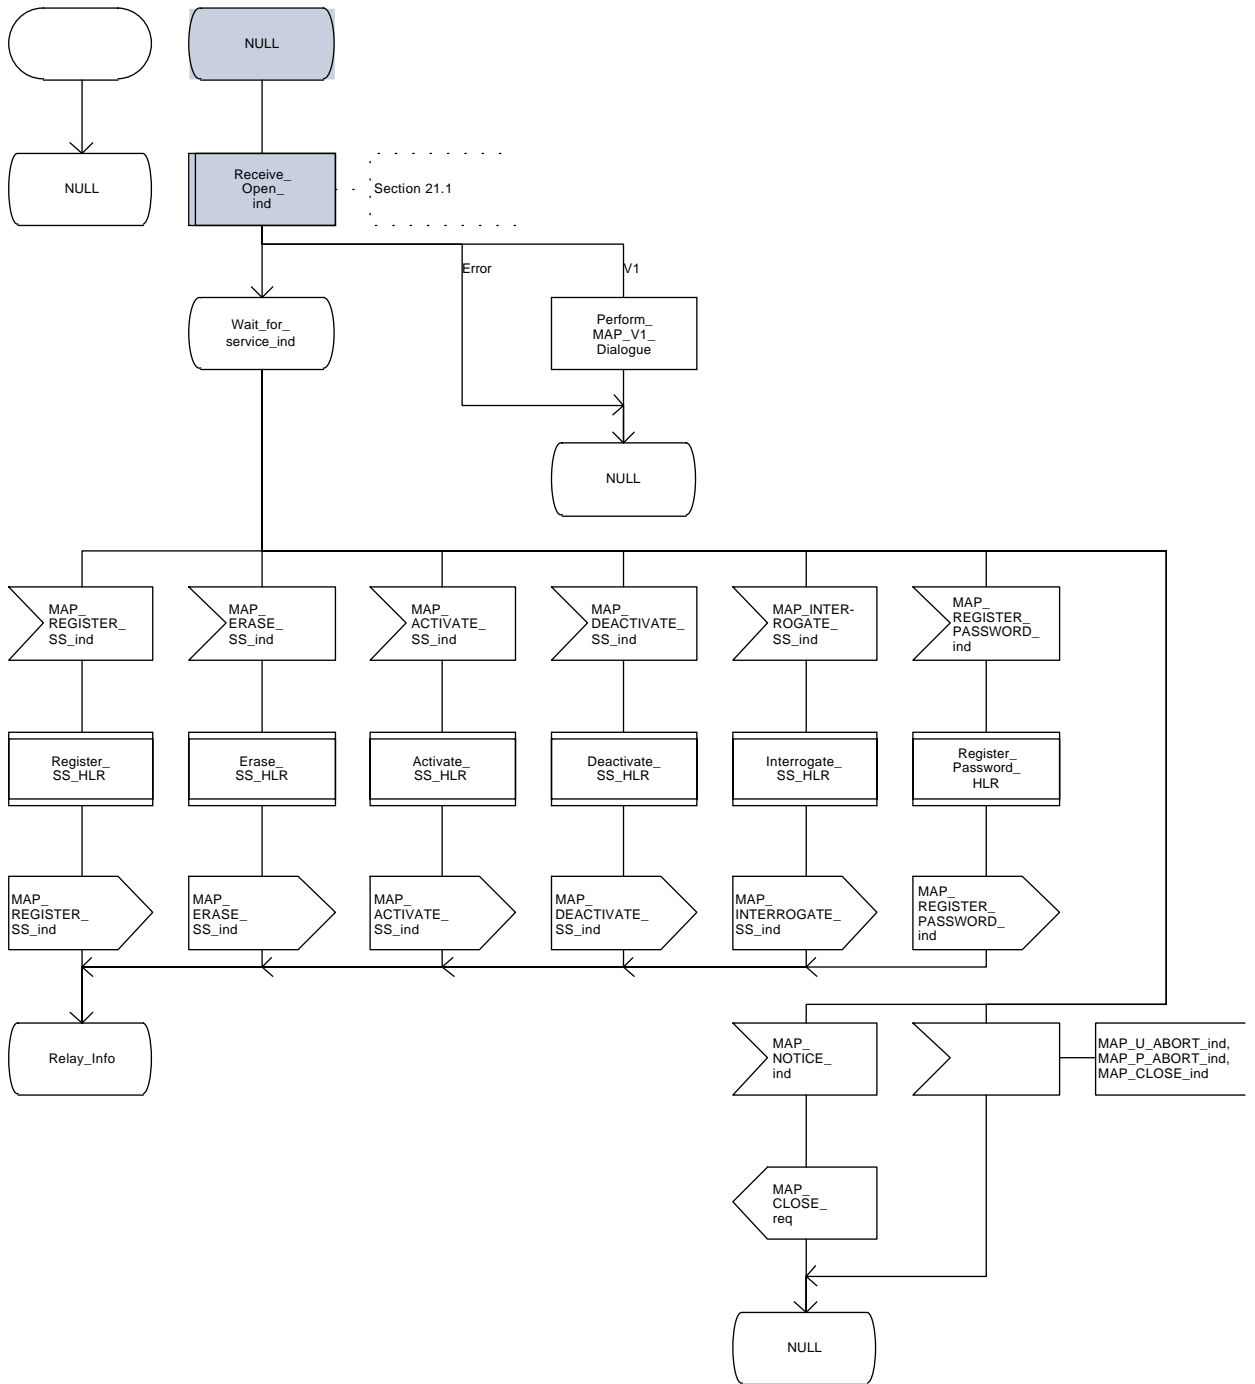 NULL
NULL
Receive_
Open_
ind
Section 21.1
Error
V1
Wait_for_
service_ind
Perform_
MAP_V1_
Dialogue
NULL
MAP_
REGISTER_
SS_ind
MAP_
ERASE_
SS_ind
MAP_
ACTIVATE_
SS_ind
MAP_
DEACTIVATE_
SS_ind
MAP_INTER-
ROGATE_
SS_ind
MAP_
REGISTER_
PASSWORD_
ind
Register_
SS_HLR
Erase_
SS_HLR
Activate_
SS_HLR
Deactivate_
SS_HLR
Interrogate_
SS_HLR
Register_
Password_
HLR
MAP_
REGISTER_
SS_ind
MAP_
ERASE_
SS_ind
MAP_
ACTIVATE_
SS_ind
MAP_
DEACTIVATE_
SS_ind
MAP_
INTERROGATE_
SS_ind
MAP_
REGISTER_
PASSWORD_
ind
Relay_Info
MAP_
NOTICE_
ind
MAP_U_ABORT_ind,
MAP_P_ABORT_ind,
MAP_CLOSE_ind
MAP_
CLOSE_
req
NULL